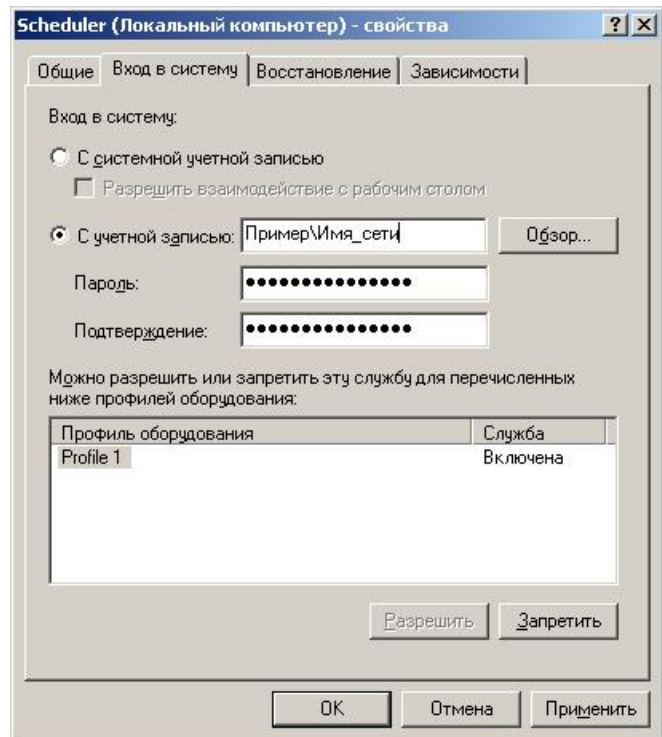 Scheduler (Локальный компьютер) - свойства
Общие Вход в систему Восстановление Зависимости
Вход в систему:
С системной учетной записью
Разрешить взаимодействие с рабочим столом
С учетной записью: Пример\Имя_сети Обзор...
Пароль: ●●●●●●●●●●●●●●●
Подтверждение: ●●●●●●●●●●●●●●●
Можно разрешить или запретить эту службу для перечисленных
ниже профилей оборудования:
Профиль оборудования Служба
Profile 1 Включена
Разрешить Запретить
OK Отмена Применить